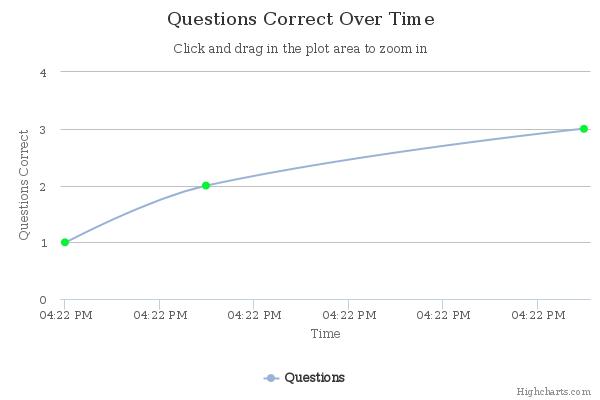 Questions Correct Over Time
Click and drag in the plot area to zoom in
Questions Correct
4
3
2
1
0
04:22 PM 04:22 PM 04:22 PM 04:22 PM 04:22 PM 04:22 PM
Time
Questions
Highcharts.com